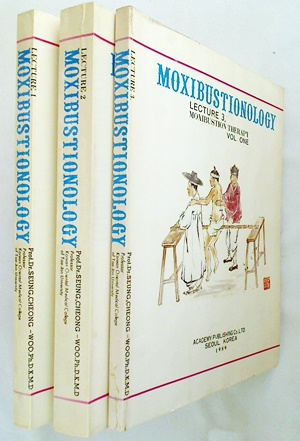 LECTURE 1
MOXIBUSTIONOLOGY
Prof.Dr.SEUNG,CHEONG-WOO,Ph.D.K.M.D
LECTURE 2
MOXIBUSTIONOLOGY
Prof.Dr.SEUNG,CHEONG-WOO,Ph.D.K.M.D
LECTURE 3
MOXIBUSTIONOLOGY
Prof.Dr.SEUNG,CHEONG-WOO,Ph.D.K.M.D
MOXIBUSTIONOLOGY
LECTURE 3.
MOXIBUSTION THERAPY
VOL. ONE
ACADEMY PUBLISHING Co. LTD
SEOUL KOREA
1989